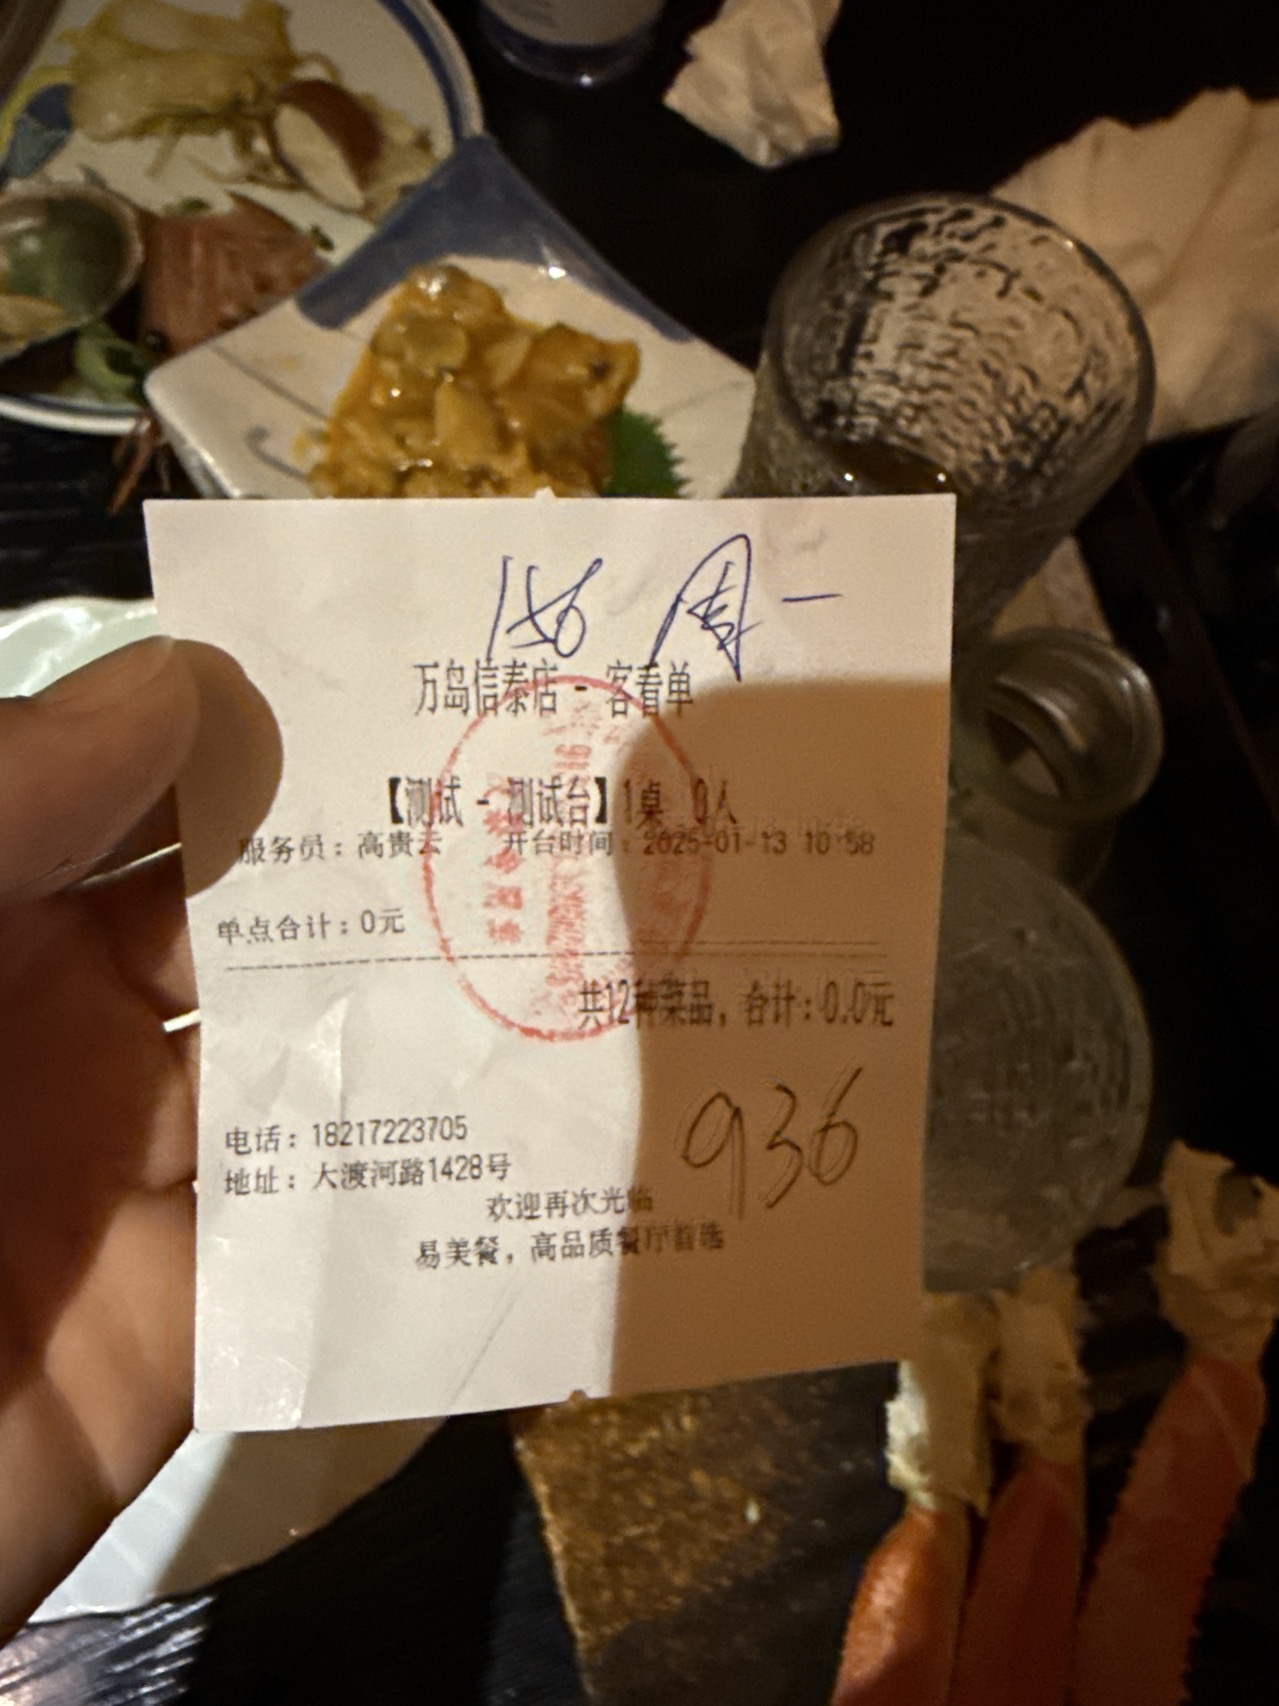 156 周一
万岛信泰店 - 客看单
【测试 - 测试台】1桌 0人
服务员：高贵云 开台时间：2025-01-13 10:58
单点合计：0元
共12种菜品，合计：0.0元
936
电话：18217223705
地址：大渡河路1428号
欢迎再次光临
易美餐，高品质餐厅首选